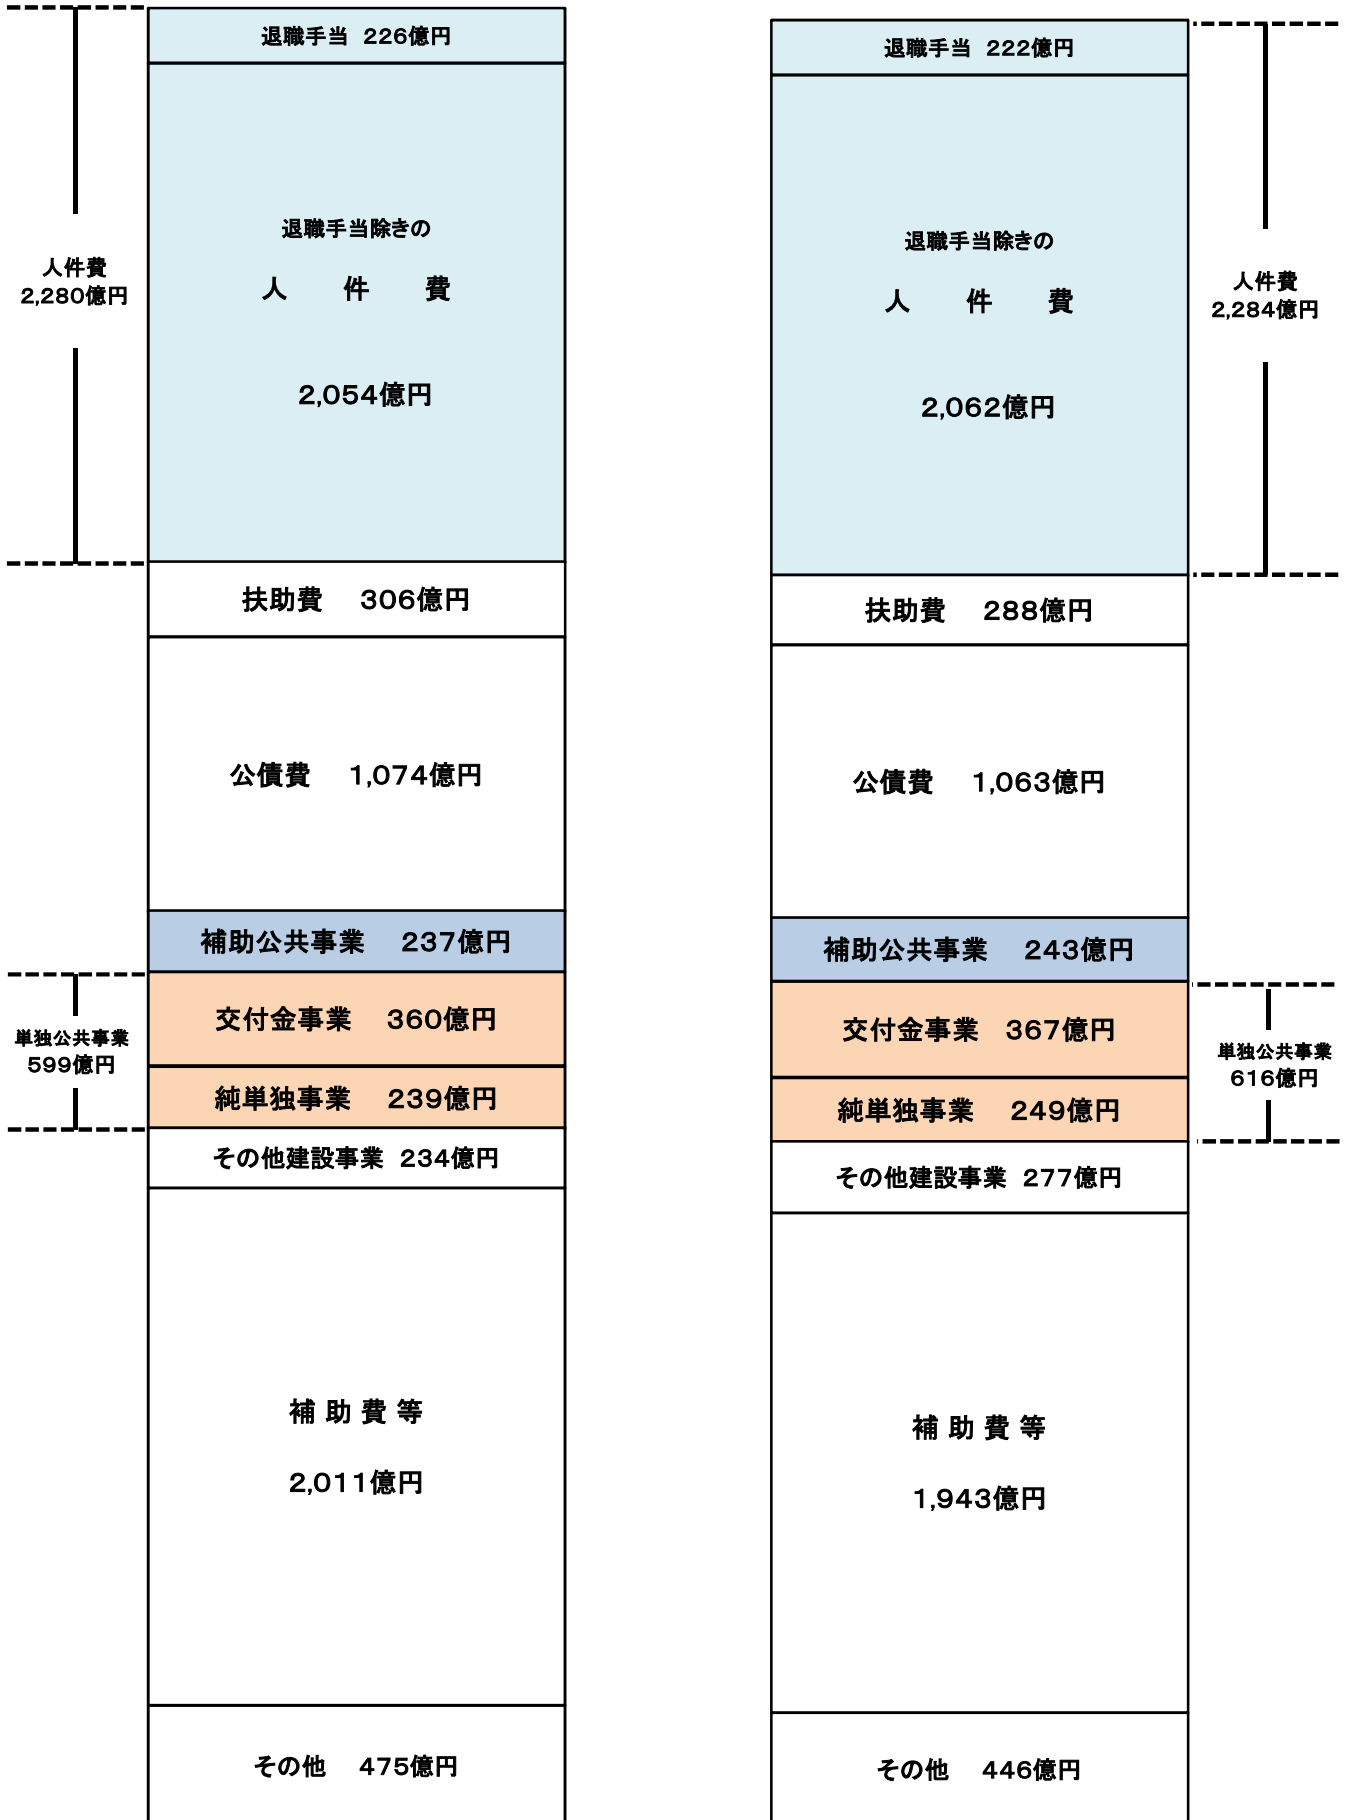 退職手当 226億円
退職手当除きの
人 件 費
2,054億円
人件費
2,280億円
扶助費 306億円
公債費 1,074億円
補助公共事業 237億円
交付金事業 360億円
純単独事業 239億円
単独公共事業
599億円
その他建設事業 234億円
補助費等
2,011億円
その他 475億円
退職手当 222億円
退職手当除きの
人 件 費
2,062億円
人件費
2,284億円
扶助費 288億円
公債費 1,063億円
補助公共事業 243億円
交付金事業 367億円
純単独事業 249億円
単独公共事業
616億円
その他建設事業 277億円
補助費等
1,943億円
その他 446億円